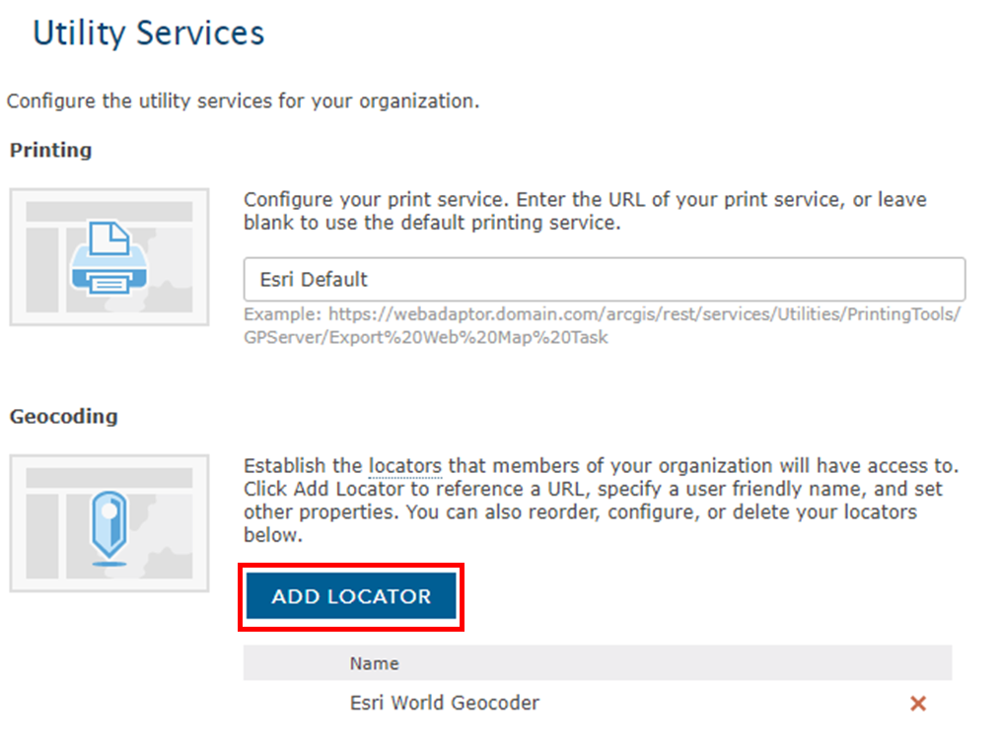 Utility Services
Configure the utility services for your organization.
Printing
Configure your print service. Enter the URL of your print service, or leave
blank to use the default printing service.
Esri Default
Example: https://webadaptor.domain.com/arcgis/rest/services/Utilities/PrintingTools/
GPServer/Export%20Web%20Map%20Task
Geocoding
Establish the locators that members of your organization will have access to.
Click Add Locator to reference a URL, specify a user friendly name, and set
other properties. You can also reorder, configure, or delete your locators
below.
ADD LOCATOR
Name
Esri World Geocoder